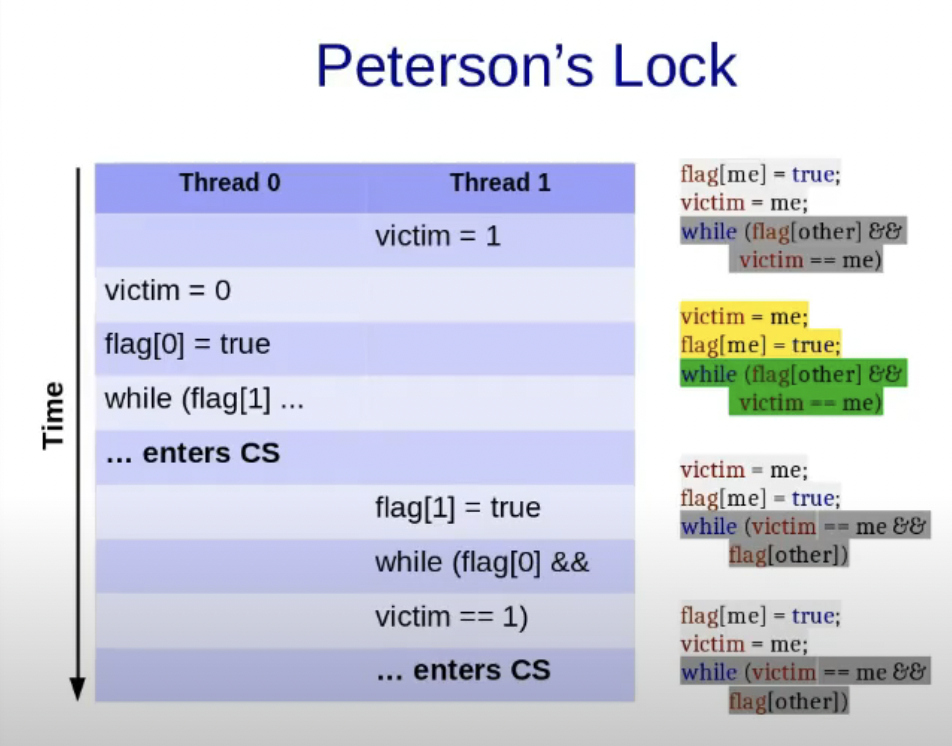 Peterson's Lock
Thread 0 Thread 1
victim = 1
victim = 0
flag[0] = true
while (flag[1] ...
... enters CS
flag[1] = true
while (flag[0] &&
victim == 1)
... enters CS
Time
flag[me] = true;
victim = me;
while (flag[other] &&
victim == me)
victim = me;
flag[me] = true;
while (flag[other] &&
victim == me)
victim = me;
flag[me] = true;
while (victim == me &&
flag[other])
flag[me] = true;
victim = me;
while (victim == me &&
flag[other])